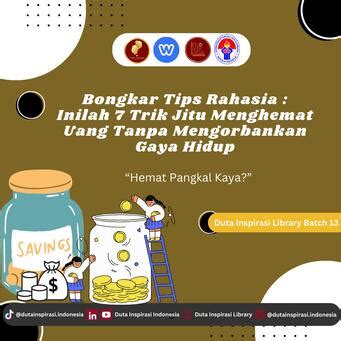 Bongkar Tips Rahasia :
Inilah 7 Trik Jitu Menghemat
Uang Tanpa Mengorbankan
Gaya Hidup
“Hemat Pangkal Kaya?”
Duta Inspirasi Library Batch 13
SAVINGS
$
@dutainspirasi.indonesia in Duta Inspirasi Indonesia Duta Inspirasi Library @dutainspirasi.indonesia